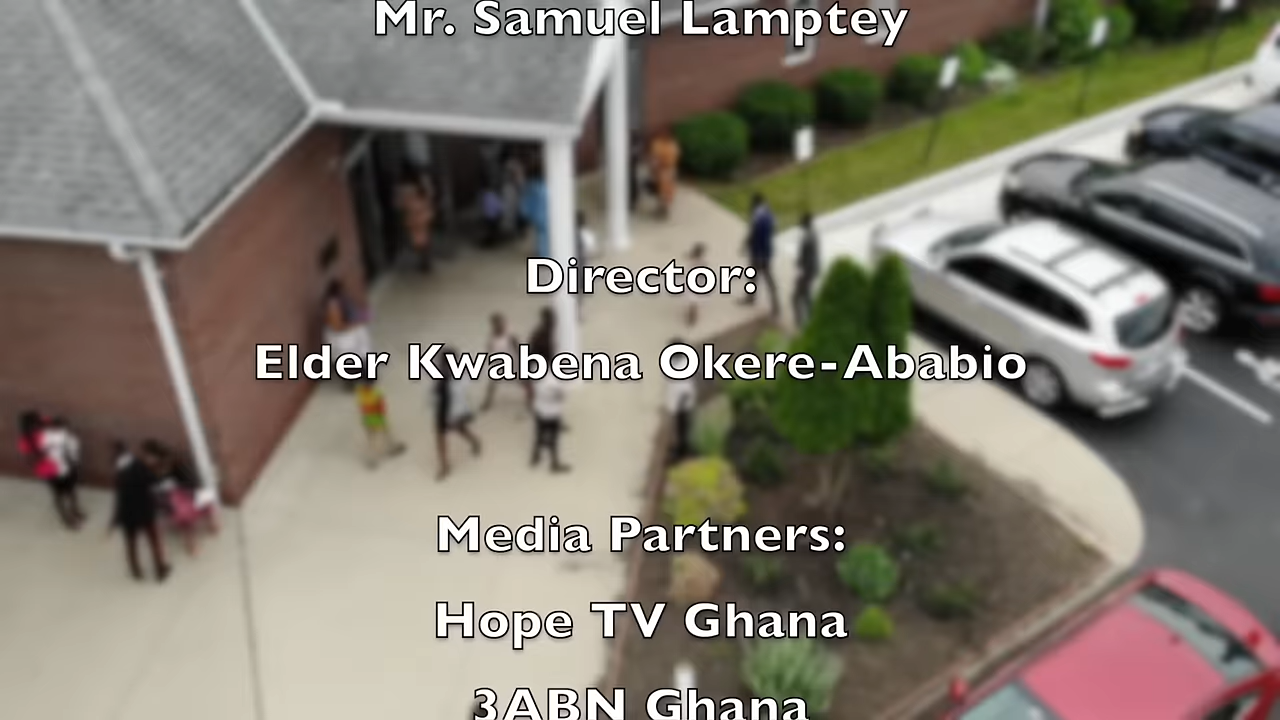 Mr. Samuel Lamptey
Director:
Elder Kwabena Okere-Ababio
Media Partners:
Hope TV Ghana
3ABN Ghana